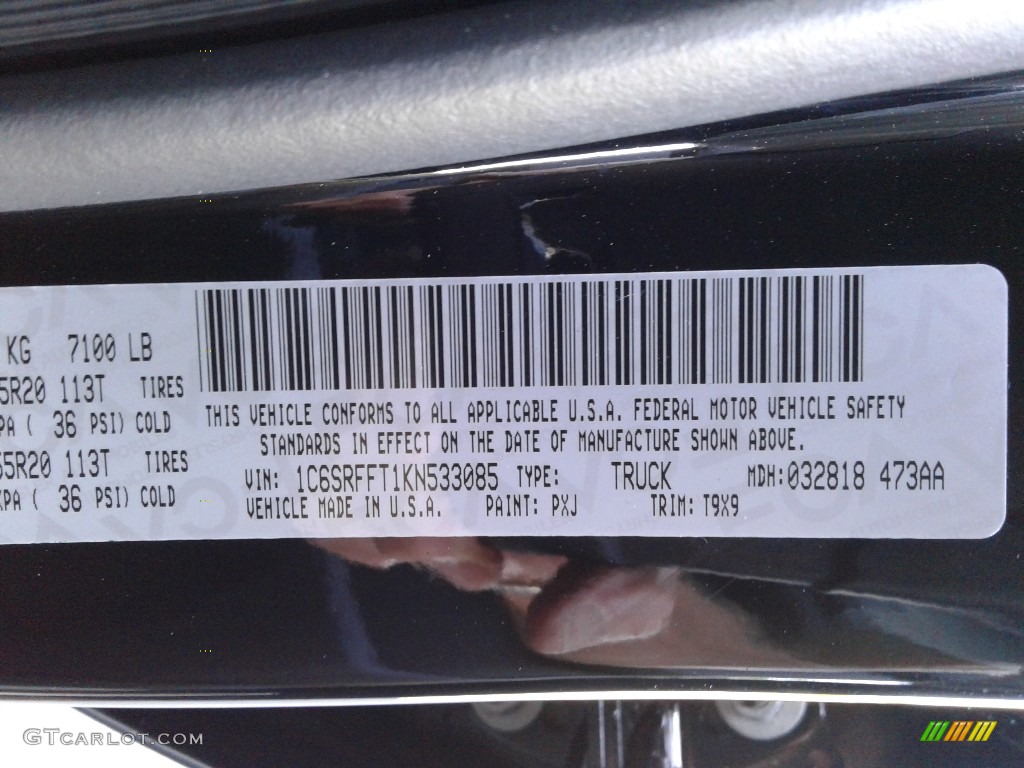 KG 7100 LB
5R20 113T TIRES
PA ( 36 PSI) COLD
55R20 113T TIRES
KPA ( 36 PSI) COLD
THIS VEHICLE CONFORMS TO ALL APPLICABLE U.S.A. FEDERAL MOTOR VEHICLE SAFETY
STANDARDS IN EFFECT ON THE DATE OF MANUFACTURE SHOWN ABOVE.
VIN: 1C6SRFFT1KN533085 TYPE: TRUCK MDH:032818 473AA
VEHICLE MADE IN U.S.A. PAINT: PXJ TRIM: T9X9
GTCARLOT.COM